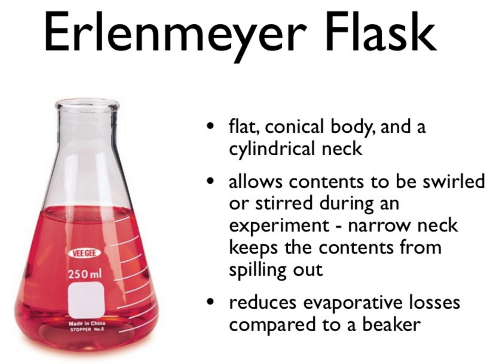 Erlenmeyer Flask
• flat, conical body, and a
cylindrical neck
• allows contents to be swirled
or stirred during an
experiment - narrow neck
keeps the contents from
spilling out
• reduces evaporative losses
compared to a beaker
VEE GEE
250 ml
Made in China
STOPPER No.6